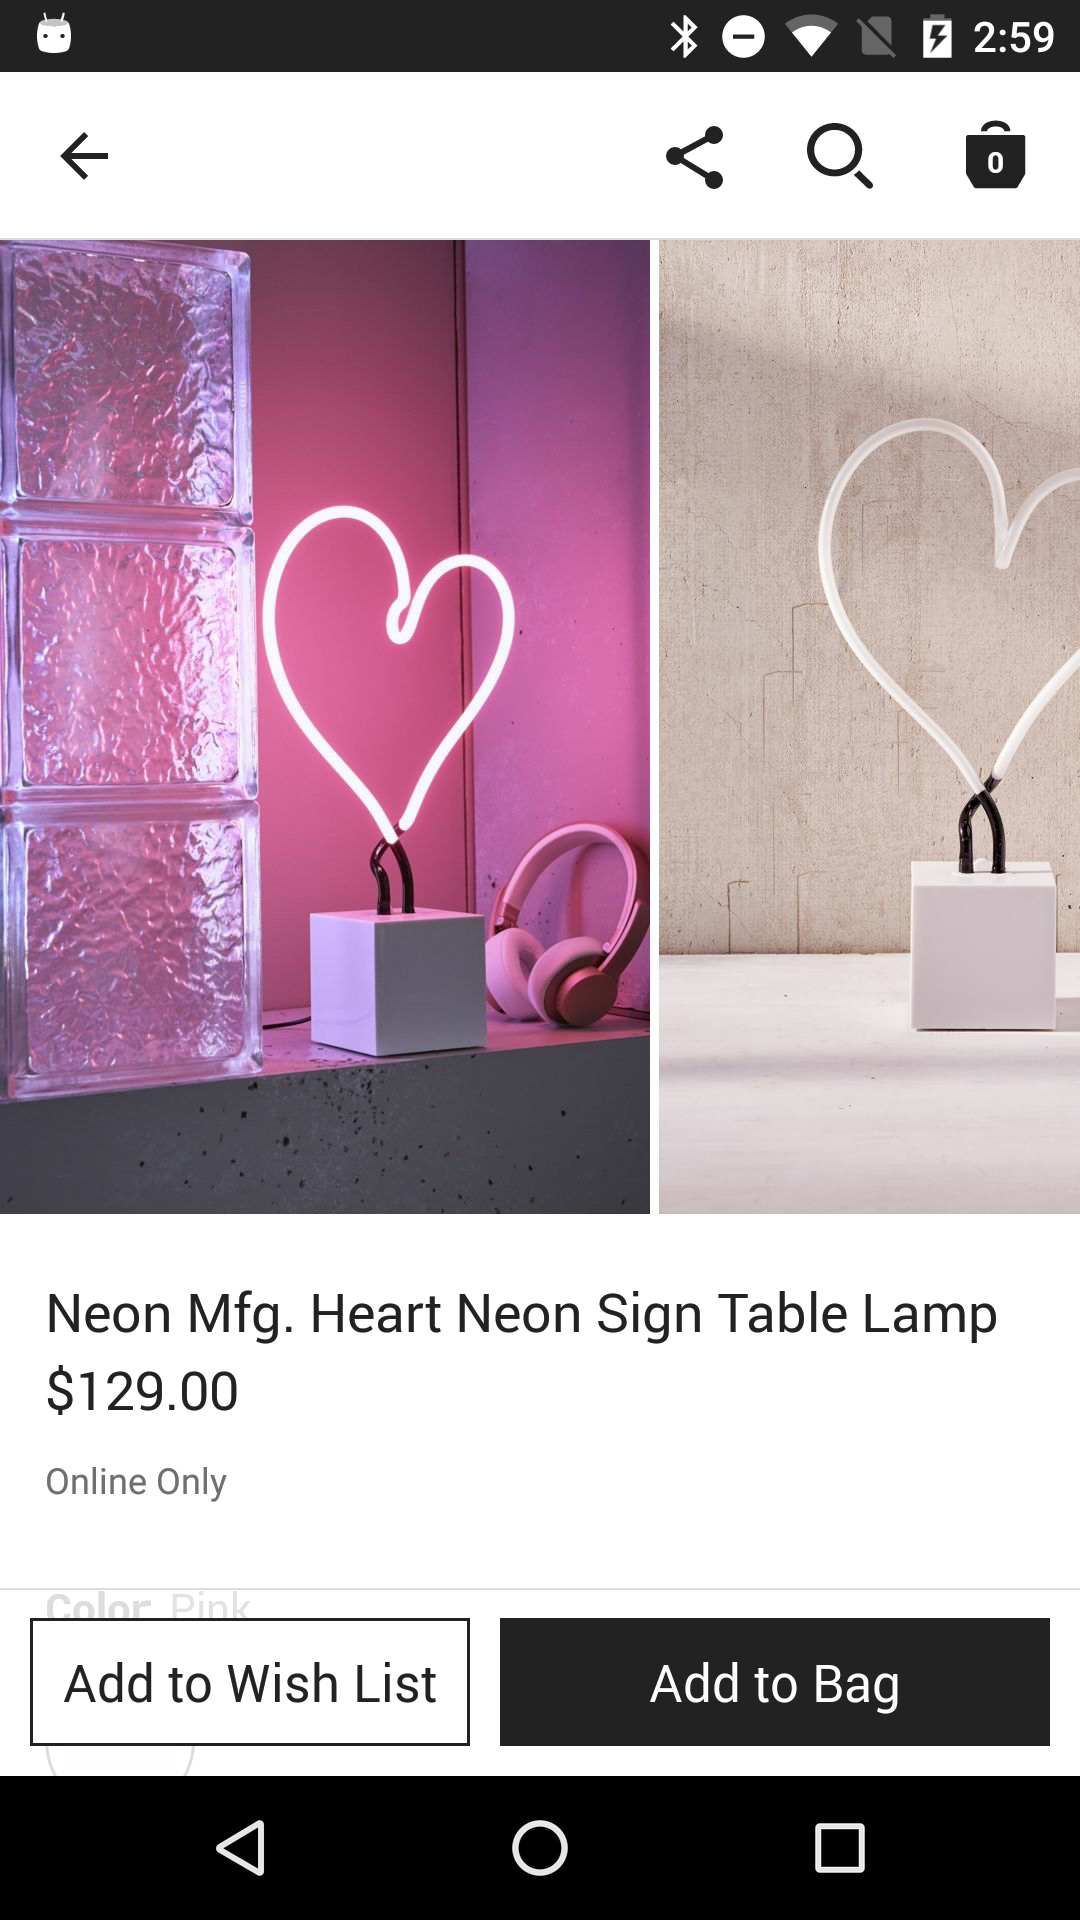 2:59
0
Neon Mfg. Heart Neon Sign Table Lamp
$129.00
Online Only
Color Pink
Add to Wish List
Add to Bag